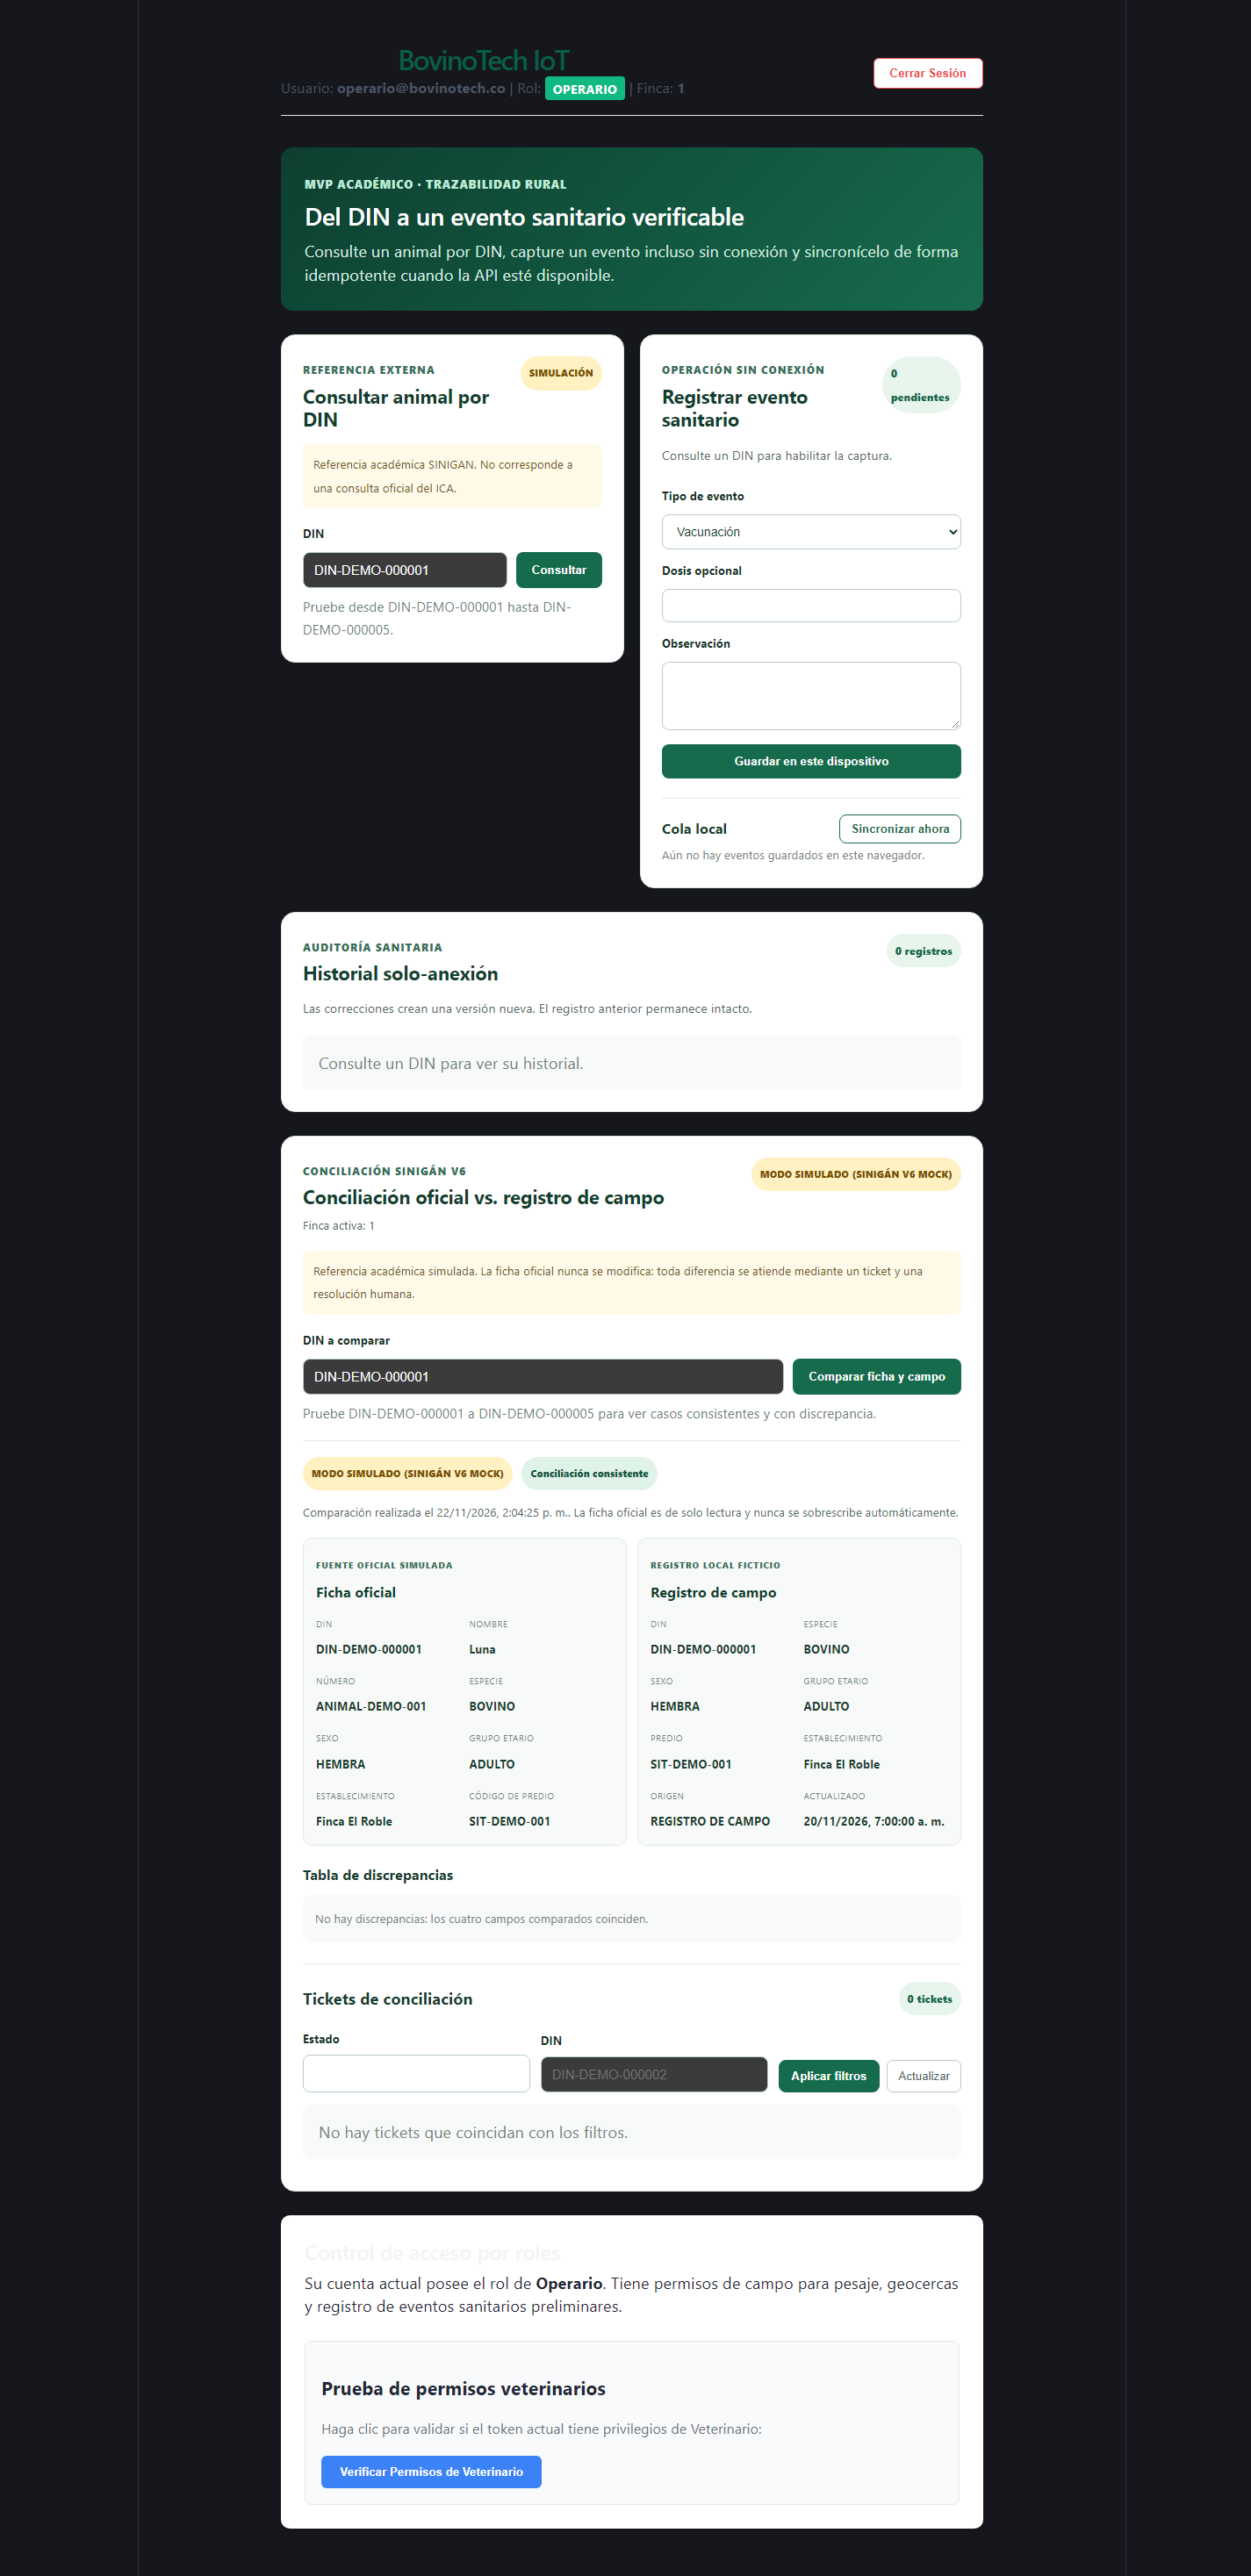 BovinoTech IoT
Usuario: operario@bovinotech.co | Rol: OPERARIO | Finca: 1
Cerrar Sesión
MVP ACADÉMICO · TRAZABILIDAD RURAL
Del DIN a un evento sanitario verificable
Consulte un animal por DIN, capture un evento incluso sin conexión y sincronícelo de forma
idempotente cuando la API esté disponible.
REFERENCIA EXTERNA
SIMULACIÓN
Consultar animal por
DIN
Referencia académica SINIGAN. No corresponde a
una consulta oficial del ICA.
DIN
DIN-DEMO-000001
Consultar
Pruebe desde DIN-DEMO-000001 hasta DIN-
DEMO-000005.
OPERACIÓN SIN CONEXIÓN
0
pendientes
Registrar evento
sanitario
Consulte un DIN para habilitar la captura.
Tipo de evento
Vacunación
Dosis opcional
Observación
Guardar en este dispositivo
Cola local
Sincronizar ahora
Aún no hay eventos guardados en este navegador.
AUDITORÍA SANITARIA
0 registros
Historial solo-anexión
Las correcciones crean una versión nueva. El registro anterior permanece intacto.
Consulte un DIN para ver su historial.
CONCILIACIÓN SINIGÁN V6
MODO SIMULADO (SINIGÁN V6 MOCK)
Conciliación oficial vs. registro de campo
Finca activa: 1
Referencia académica simulada. La ficha oficial nunca se modifica: toda diferencia se atiende mediante un ticket y una
resolución humana.
DIN a comparar
DIN-DEMO-000001
Comparar ficha y campo
Pruebe DIN-DEMO-000001 a DIN-DEMO-000005 para ver casos consistentes y con discrepancia.
MODO SIMULADO (SINIGÁN V6 MOCK)
Conciliación consistente
Comparación realizada el 22/11/2026, 2:04:25 p. m.. La ficha oficial es de solo lectura y nunca se sobrescribe automáticamente.
FUENTE OFICIAL SIMULADA
Ficha oficial
DIN
NOMBRE
DIN-DEMO-000001
Luna
NÚMERO
ESPECIE
ANIMAL-DEMO-001
BOVINO
SEXO
GRUPO ETARIO
HEMBRA
ADULTO
ESTABLECIMIENTO
CÓDIGO DE PREDIO
Finca El Roble
SIT-DEMO-001
REGISTRO LOCAL FICTICIO
Registro de campo
DIN
ESPECIE
DIN-DEMO-000001
BOVINO
SEXO
GRUPO ETARIO
HEMBRA
ADULTO
PREDIO
ESTABLECIMIENTO
SIT-DEMO-001
Finca El Roble
ORIGEN
ACTUALIZADO
REGISTRO DE CAMPO
20/11/2026, 7:00:00 a. m.
Tabla de discrepancias
No hay discrepancias: los cuatro campos comparados coinciden.
Tickets de conciliación
0 tickets
Estado
DIN
DIN-DEMO-000002
Aplicar filtros
Actualizar
No hay tickets que coincidan con los filtros.
Control de acceso por roles
Su cuenta actual posee el rol de Operario. Tiene permisos de campo para pesaje, geocercas
y registro de eventos sanitarios preliminares.
Prueba de permisos veterinarios
Haga clic para validar si el token actual tiene privilegios de Veterinario:
Verificar Permisos de Veterinario